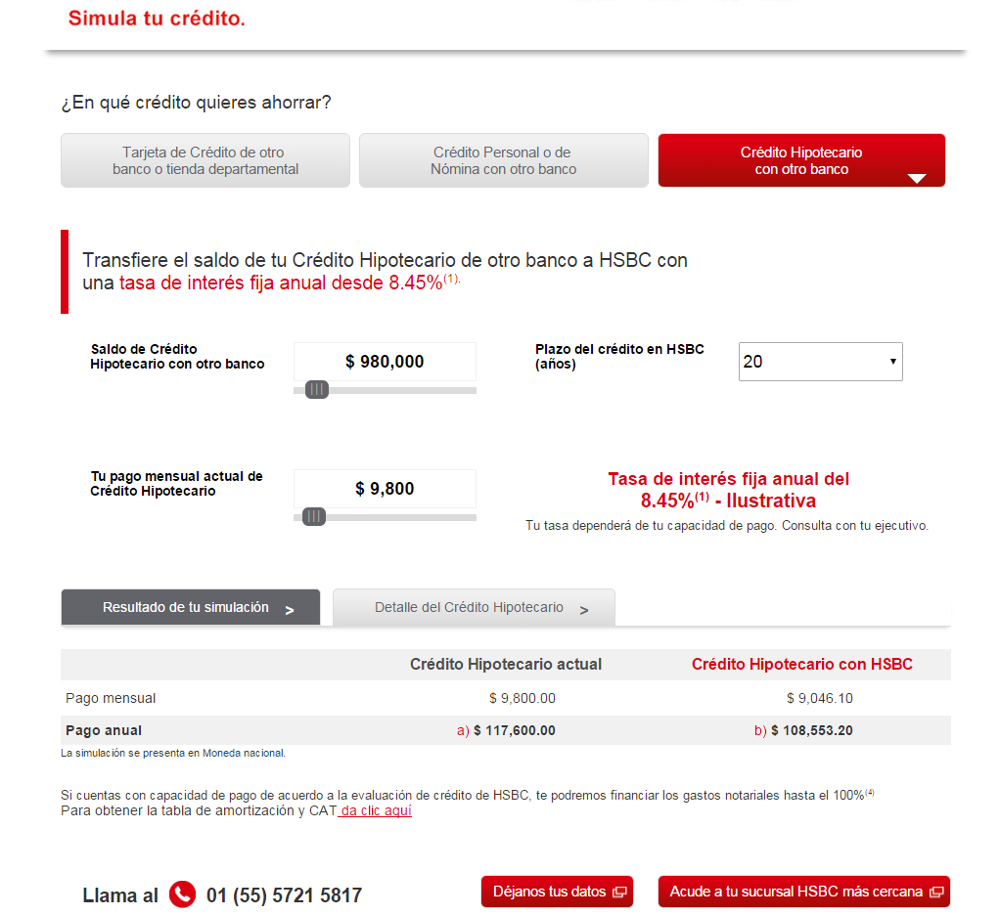 Simula tu crédito.
¿En qué crédito quieres ahorrar?
Tarjeta de Crédito de otro
banco o tienda departamental
Crédito Personal o de
Nómina con otro banco
Crédito Hipotecario
con otro banco
Transfiere el saldo de tu Crédito Hipotecario de otro banco a HSBC con
una tasa de interés fija anual desde 8.45%(1).
Saldo de Crédito
Hipotecario con otro banco
$ 980,000
Plazo del crédito en HSBC
(años)
20
Tu pago mensual actual de
Crédito Hipotecario
$ 9,800
Tasa de interés fija anual del
8.45%(1) - Ilustrativa
Tu tasa dependerá de tu capacidad de pago. Consulta con tu ejecutivo.
Resultado de tu simulación >
Detalle del Crédito Hipotecario >
Crédito Hipotecario actual Crédito Hipotecario con HSBC
Pago mensual $ 9,800.00 $ 9,046.10
Pago anual a) $ 117,600.00 b) $ 108,553.20
La simulación se presenta en Moneda nacional.
Si cuentas con capacidad de pago de acuerdo a la evaluación de crédito de HSBC, te podremos financiar los gastos notariales hasta el 100%(4)
Para obtener la tabla de amortización y CAT da clic aquí
Llama al 01 (55) 5721 5817
Déjanos tus datos
Acude a tu sucursal HSBC más cercana